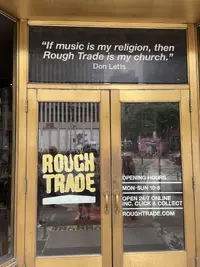 "If music is my religion, then
Rough Trade is my church."
Don Letts
ROUGH
TRADE
OPENING HOURS
MON-SUN 10-9
OPEN 24/7 ONLINE
INC. CLICK & COLLECT
ROUGHTRADE.COM